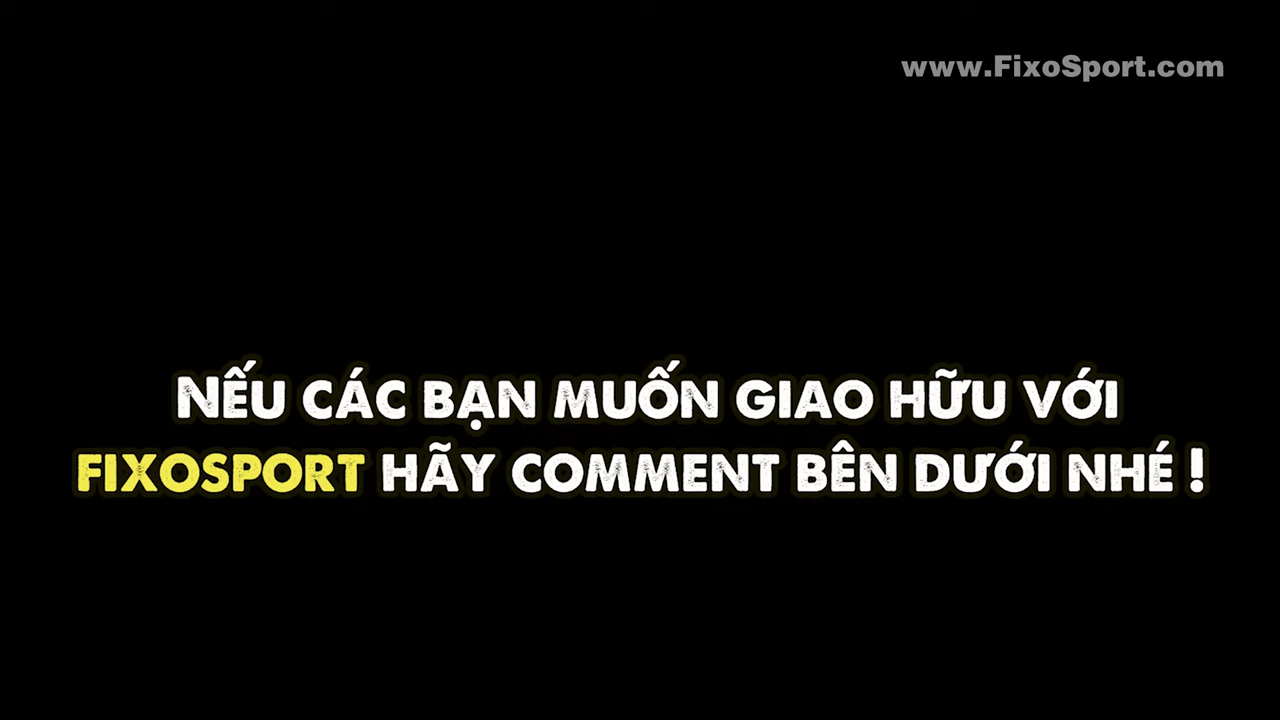 www.FixoSport.com
NẾU CÁC BẠN MUỐN GIAO HỮU VỚI
FIXOSPORT HÃY COMMENT BÊN DƯỚI NHÉ !